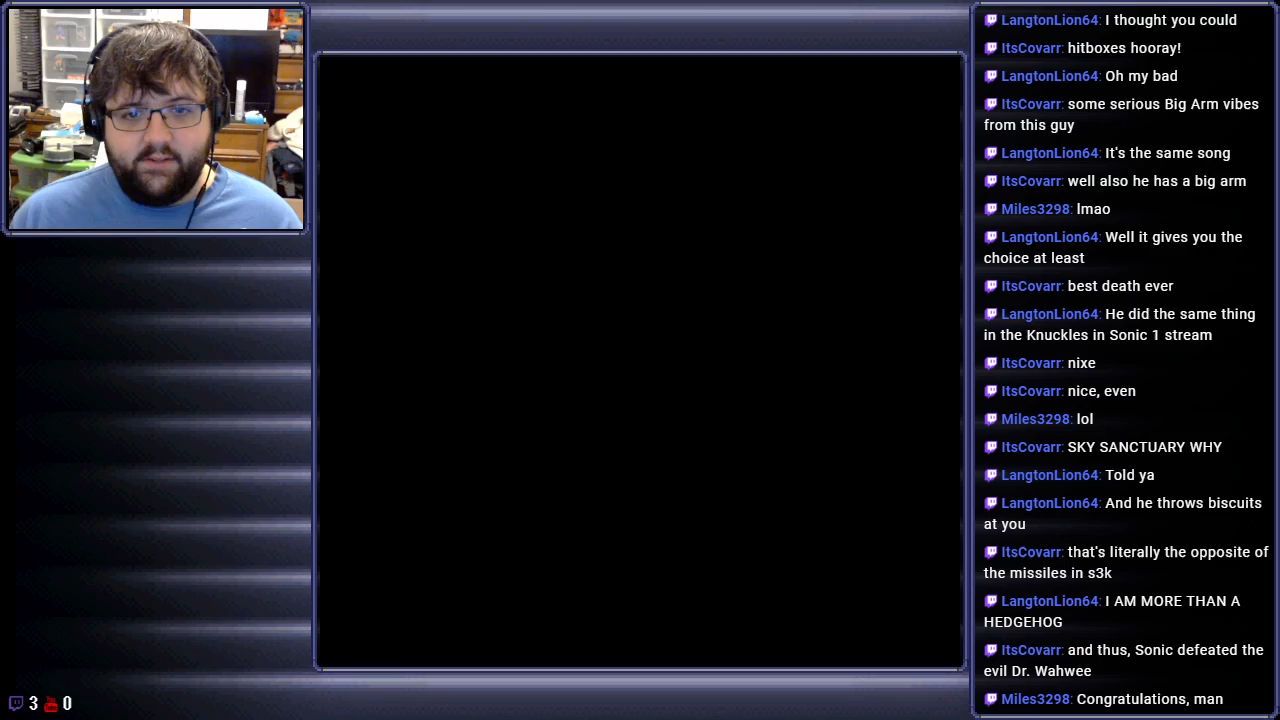 LangtonLion64: I thought you could
ItsCovarr: hitboxes hooray!
LangtonLion64: Oh my bad
ItsCovarr: some serious Big Arm vibes
from this guy
LangtonLion64: It's the same song
ItsCovarr: well also he has a big arm
Miles3298: lmao
LangtonLion64: Well it gives you the
choice at least
ItsCovarr: best death ever
LangtonLion64: He did the same thing
in the Knuckles in Sonic 1 stream
ItsCovarr: nixe
ItsCovarr: nice, even
Miles3298: lol
ItsCovarr: SKY SANCTUARY WHY
LangtonLion64: Told ya
LangtonLion64: And he throws biscuits
at you
ItsCovarr: that's literally the opposite of
the missiles in s3k
LangtonLion64: I AM MORE THAN A
HEDGEHOG
ItsCovarr: and thus, Sonic defeated the
evil Dr. Wahwee
Miles3298: Congratulations, man
3 0